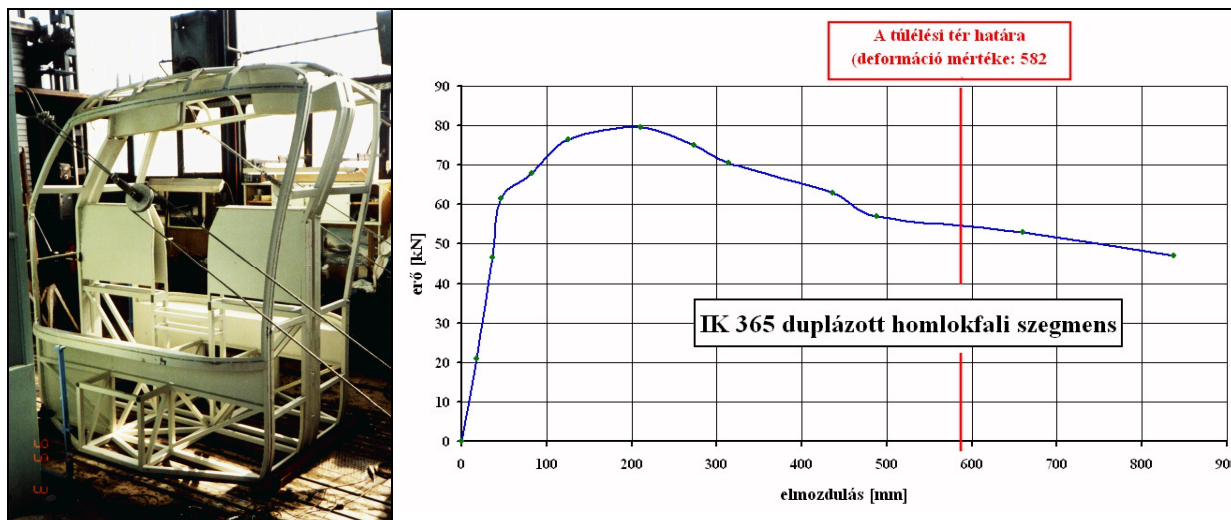 A túlélési tér határa
(deformáció mértéke: 582
90
80
70
60
50
40
30
20
10
0
erő [kN]
IK 365 duplázott homlokfali szegmens
0 100 200 300 400 500 600 700 800 900
elmozdulás [mm]